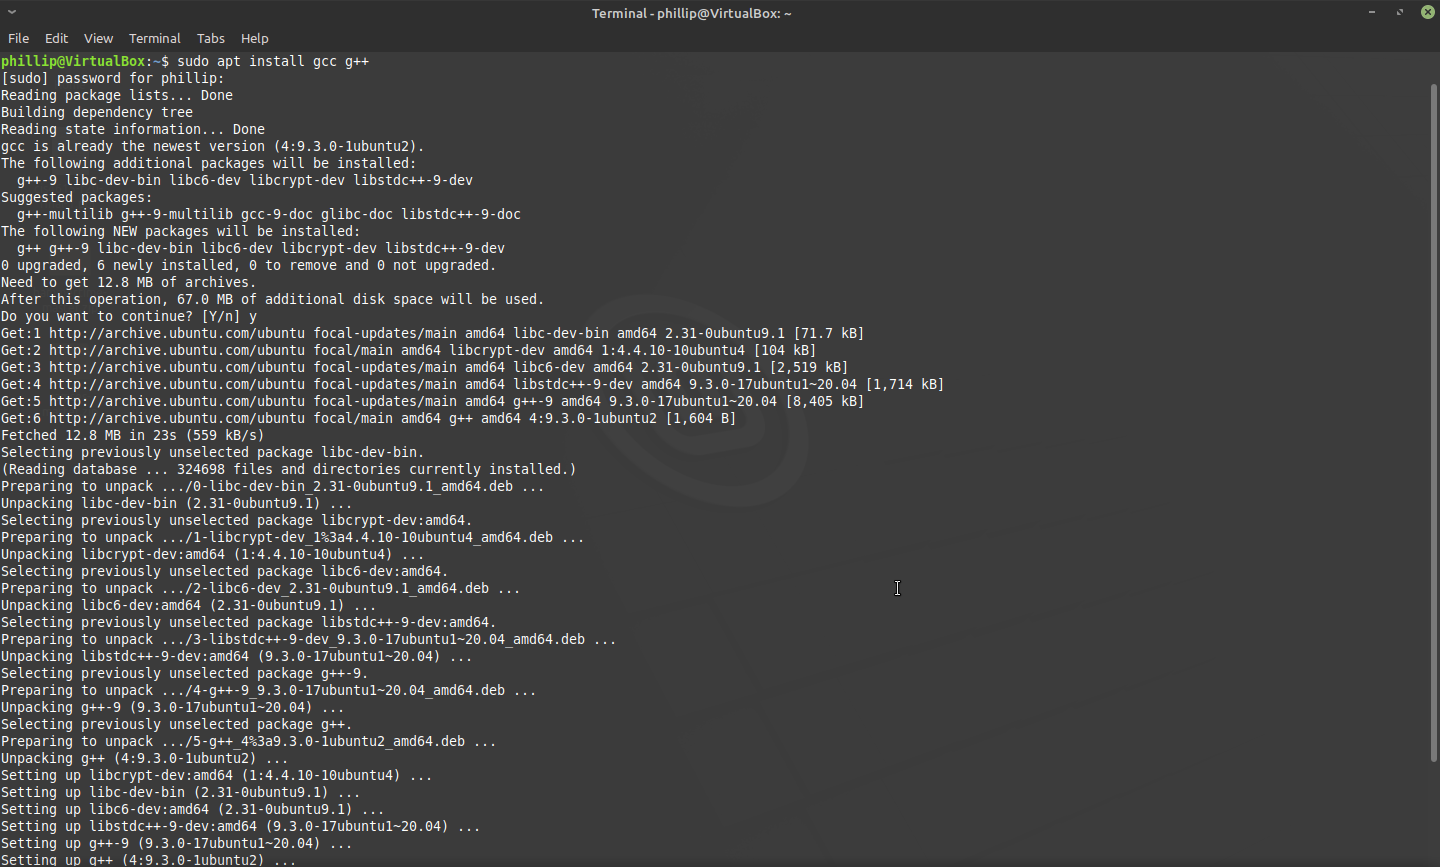 Terminal - phillip@VirtualBox: ~
File Edit View Terminal Tabs Help
phillip@VirtualBox:~$ sudo apt install gcc g++
[sudo] password for phillip:
Reading package lists... Done
Building dependency tree
Reading state information... Done
gcc is already the newest version (4:9.3.0-1ubuntu2).
The following additional packages will be installed:
  g++-9 libc-dev-bin libc6-dev libcrypt-dev libstdc++-9-dev
Suggested packages:
  g++-multilib g++-9-multilib gcc-9-doc glibc-doc libstdc++-9-doc
The following NEW packages will be installed:
  g++ g++-9 libc-dev-bin libc6-dev libcrypt-dev libstdc++-9-dev
0 upgraded, 6 newly installed, 0 to remove and 0 not upgraded.
Need to get 12.8 MB of archives.
After this operation, 67.0 MB of additional disk space will be used.
Do you want to continue? [Y/n] y
Get:1 http://archive.ubuntu.com/ubuntu focal-updates/main amd64 libc-dev-bin amd64 2.31-0ubuntu9.1 [71.7 kB]
Get:2 http://archive.ubuntu.com/ubuntu focal/main amd64 libcrypt-dev amd64 1:4.4.10-10ubuntu4 [104 kB]
Get:3 http://archive.ubuntu.com/ubuntu focal-updates/main amd64 libc6-dev amd64 2.31-0ubuntu9.1 [2,519 kB]
Get:4 http://archive.ubuntu.com/ubuntu focal-updates/main amd64 libstdc++-9-dev amd64 9.3.0-17ubuntu1~20.04 [1,714 kB]
Get:5 http://archive.ubuntu.com/ubuntu focal-updates/main amd64 g++-9 amd64 9.3.0-17ubuntu1~20.04 [8,405 kB]
Get:6 http://archive.ubuntu.com/ubuntu focal/main amd64 g++ amd64 4:9.3.0-1ubuntu2 [1,604 B]
Fetched 12.8 MB in 23s (559 kB/s)
Selecting previously unselected package libc-dev-bin.
(Reading database ... 324698 files and directories currently installed.)
Preparing to unpack .../0-libc-dev-bin_2.31-0ubuntu9.1_amd64.deb ...
Unpacking libc-dev-bin (2.31-0ubuntu9.1) ...
Selecting previously unselected package libcrypt-dev:amd64.
Preparing to unpack .../1-libcrypt-dev_1%3a4.4.10-10ubuntu4_amd64.deb ...
Unpacking libcrypt-dev:amd64 (1:4.4.10-10ubuntu4) ...
Selecting previously unselected package libc6-dev:amd64.
Preparing to unpack .../2-libc6-dev_2.31-0ubuntu9.1_amd64.deb ...
Unpacking libc6-dev:amd64 (2.31-0ubuntu9.1) ...
Selecting previously unselected package libstdc++-9-dev:amd64.
Preparing to unpack .../3-libstdc++-9-dev_9.3.0-17ubuntu1~20.04_amd64.deb ...
Unpacking libstdc++-9-dev:amd64 (9.3.0-17ubuntu1~20.04) ...
Selecting previously unselected package g++-9.
Preparing to unpack .../4-g++-9_9.3.0-17ubuntu1~20.04_amd64.deb ...
Unpacking g++-9 (9.3.0-17ubuntu1~20.04) ...
Selecting previously unselected package g++.
Preparing to unpack .../5-g++_4%3a9.3.0-1ubuntu2_amd64.deb ...
Unpacking g++ (4:9.3.0-1ubuntu2) ...
Setting up libcrypt-dev:amd64 (1:4.4.10-10ubuntu4) ...
Setting up libc-dev-bin (2.31-0ubuntu9.1) ...
Setting up libc6-dev:amd64 (2.31-0ubuntu9.1) ...
Setting up libstdc++-9-dev:amd64 (9.3.0-17ubuntu1~20.04) ...
Setting up g++-9 (9.3.0-17ubuntu1~20.04) ...
Setting up g++ (4:9.3.0-1ubuntu2) ...